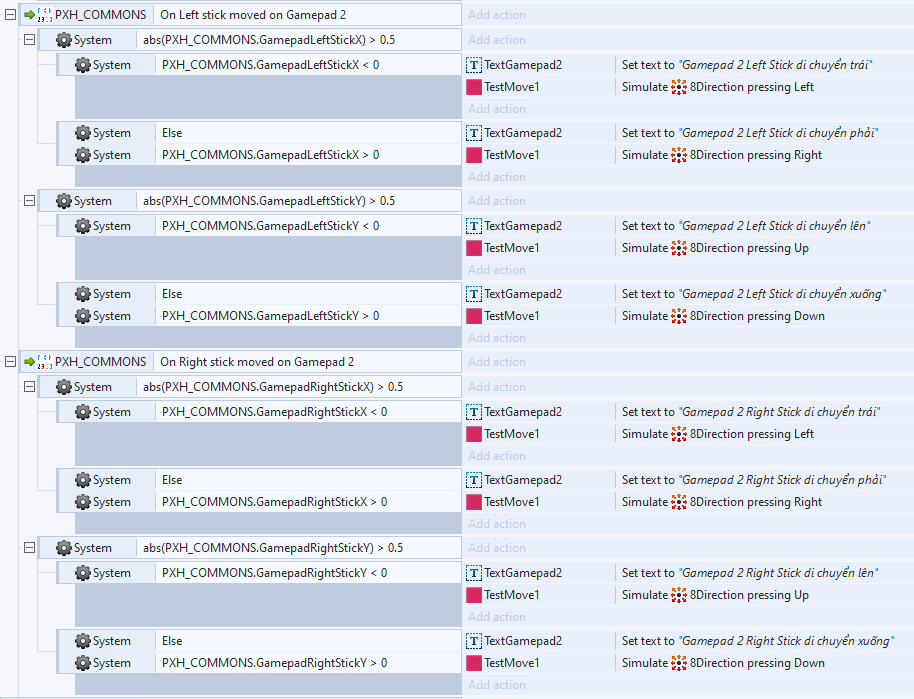 PXH_COMMONS On Left stick moved on Gamepad 2 Add action
System abs(PXH_COMMONS.GamepadLeftStickX) > 0.5 Add action
System PXH_COMMONS.GamepadLeftStickX < 0 TextGamepad2 Set text to "Gamepad 2 Left Stick di chuyển trái"
TestMove1 Simulate 8Direction pressing Left
Add action
System Else TextGamepad2 Set text to "Gamepad 2 Left Stick di chuyển phải"
System PXH_COMMONS.GamepadLeftStickX > 0 TestMove1 Simulate 8Direction pressing Right
Add action
System abs(PXH_COMMONS.GamepadLeftStickY) > 0.5 Add action
System PXH_COMMONS.GamepadLeftStickY < 0 TextGamepad2 Set text to "Gamepad 2 Left Stick di chuyển lên"
TestMove1 Simulate 8Direction pressing Up
Add action
System Else TextGamepad2 Set text to "Gamepad 2 Left Stick di chuyển xuống"
System PXH_COMMONS.GamepadLeftStickY > 0 TestMove1 Simulate 8Direction pressing Down
Add action
PXH_COMMONS On Right stick moved on Gamepad 2 Add action
System abs(PXH_COMMONS.GamepadRightStickX) > 0.5 Add action
System PXH_COMMONS.GamepadRightStickX < 0 TextGamepad2 Set text to "Gamepad 2 Right Stick di chuyển trái"
TestMove1 Simulate 8Direction pressing Left
Add action
System Else TextGamepad2 Set text to "Gamepad 2 Right Stick di chuyển phải"
System PXH_COMMONS.GamepadRightStickX > 0 TestMove1 Simulate 8Direction pressing Right
Add action
System abs(PXH_COMMONS.GamepadRightStickY) > 0.5 Add action
System PXH_COMMONS.GamepadRightStickY < 0 TextGamepad2 Set text to "Gamepad 2 Right Stick di chuyển lên"
TestMove1 Simulate 8Direction pressing Up
Add action
System Else TextGamepad2 Set text to "Gamepad 2 Right Stick di chuyển xuống"
System PXH_COMMONS.GamepadRightStickY > 0 TestMove1 Simulate 8Direction pressing Down
Add action